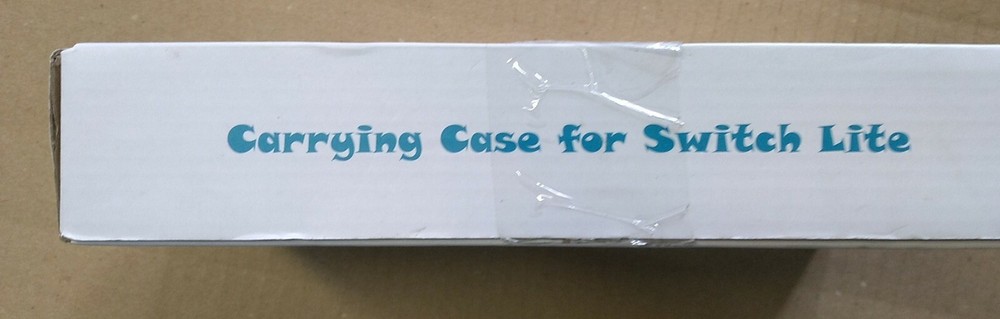 Carrying Case for Switch Lite